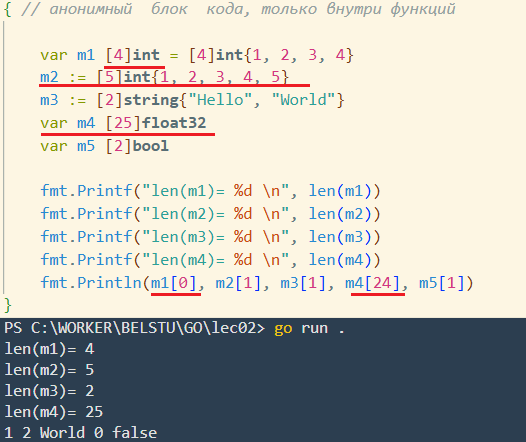 { // анонимный блок кода, только внутри функций
var m1 [4]int = [4]int{1, 2, 3, 4}
m2 := [5]int{1, 2, 3, 4, 5}
m3 := [2]string{"Hello", "World"}
var m4 [25]float32
var m5 [2]bool
fmt.Printf("len(m1)= %d \n", len(m1))
fmt.Printf("len(m2)= %d \n", len(m2))
fmt.Printf("len(m3)= %d \n", len(m3))
fmt.Printf("len(m4)= %d \n", len(m4))
fmt.Println(m1[0], m2[1], m3[1], m4[24], m5[1])
}
PS C:\WORKER\BELSTU\GO\lec02> go run .
len(m1)= 4
len(m2)= 5
len(m3)= 2
len(m4)= 25
1 2 World 0 false